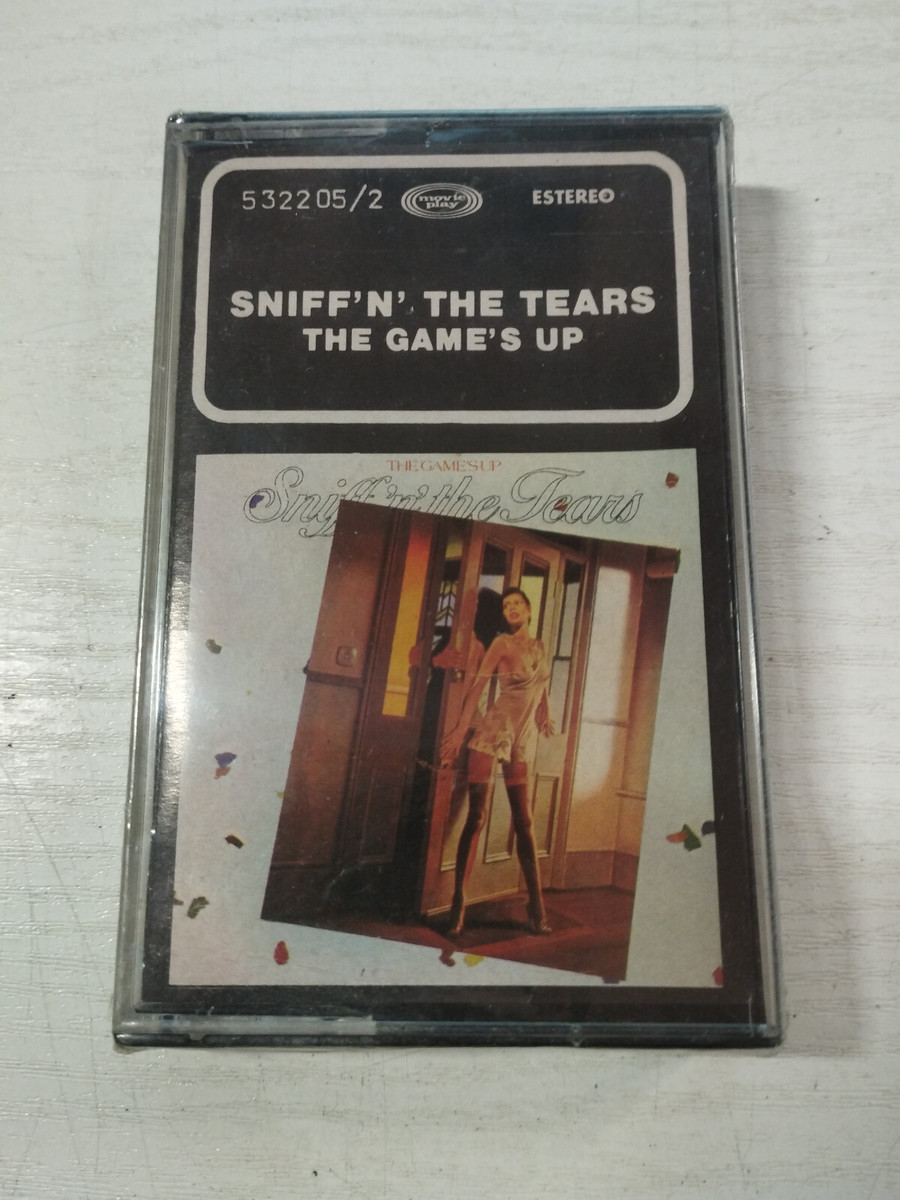 532205/2 movie play ESTEREO
SNIFF'N' THE TEARS
THE GAME'S UP
THE GAME'S UP
Sniff 'n' the Tears